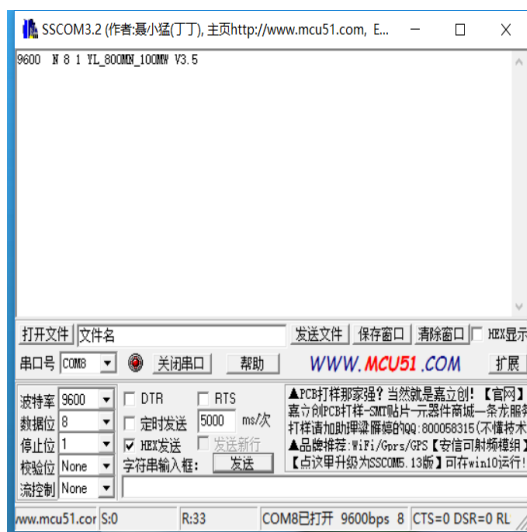 SSCOM3.2 (作者:聂小猛(丁丁), 主页http://www.mcu51.com, E...
9600 N 8 1 YL_800MN_100MW V3.5
打开文件 文件名 发送文件 保存窗口 清除窗口 HEX显示
串口号 COM8 关闭串口 帮助 WWW.MCU51.COM 扩展
波特率 9600 DTR RTS
数据位 8 定时发送 5000 ms/次
停止位 1 HEX发送 发送新行
校验位 None 字符串输入框: 发送
流控制 None
▲PCB打样那家强?当然就是嘉立创!【官网】
嘉立创PCB打样-SMT贴片-元器件商城一条龙服务
打样请加助理梁雁德的QQ:800058315(不懂技术
▲品牌推荐:WiFi/Gprs/GPS【安信可射频模组】
【点这里升级为SSCOM5.13版】可在win10运行!
www.mcu51.cor S:0 R:33 COM8已打开 9600bps 8 CTS=0 DSR=0 RL